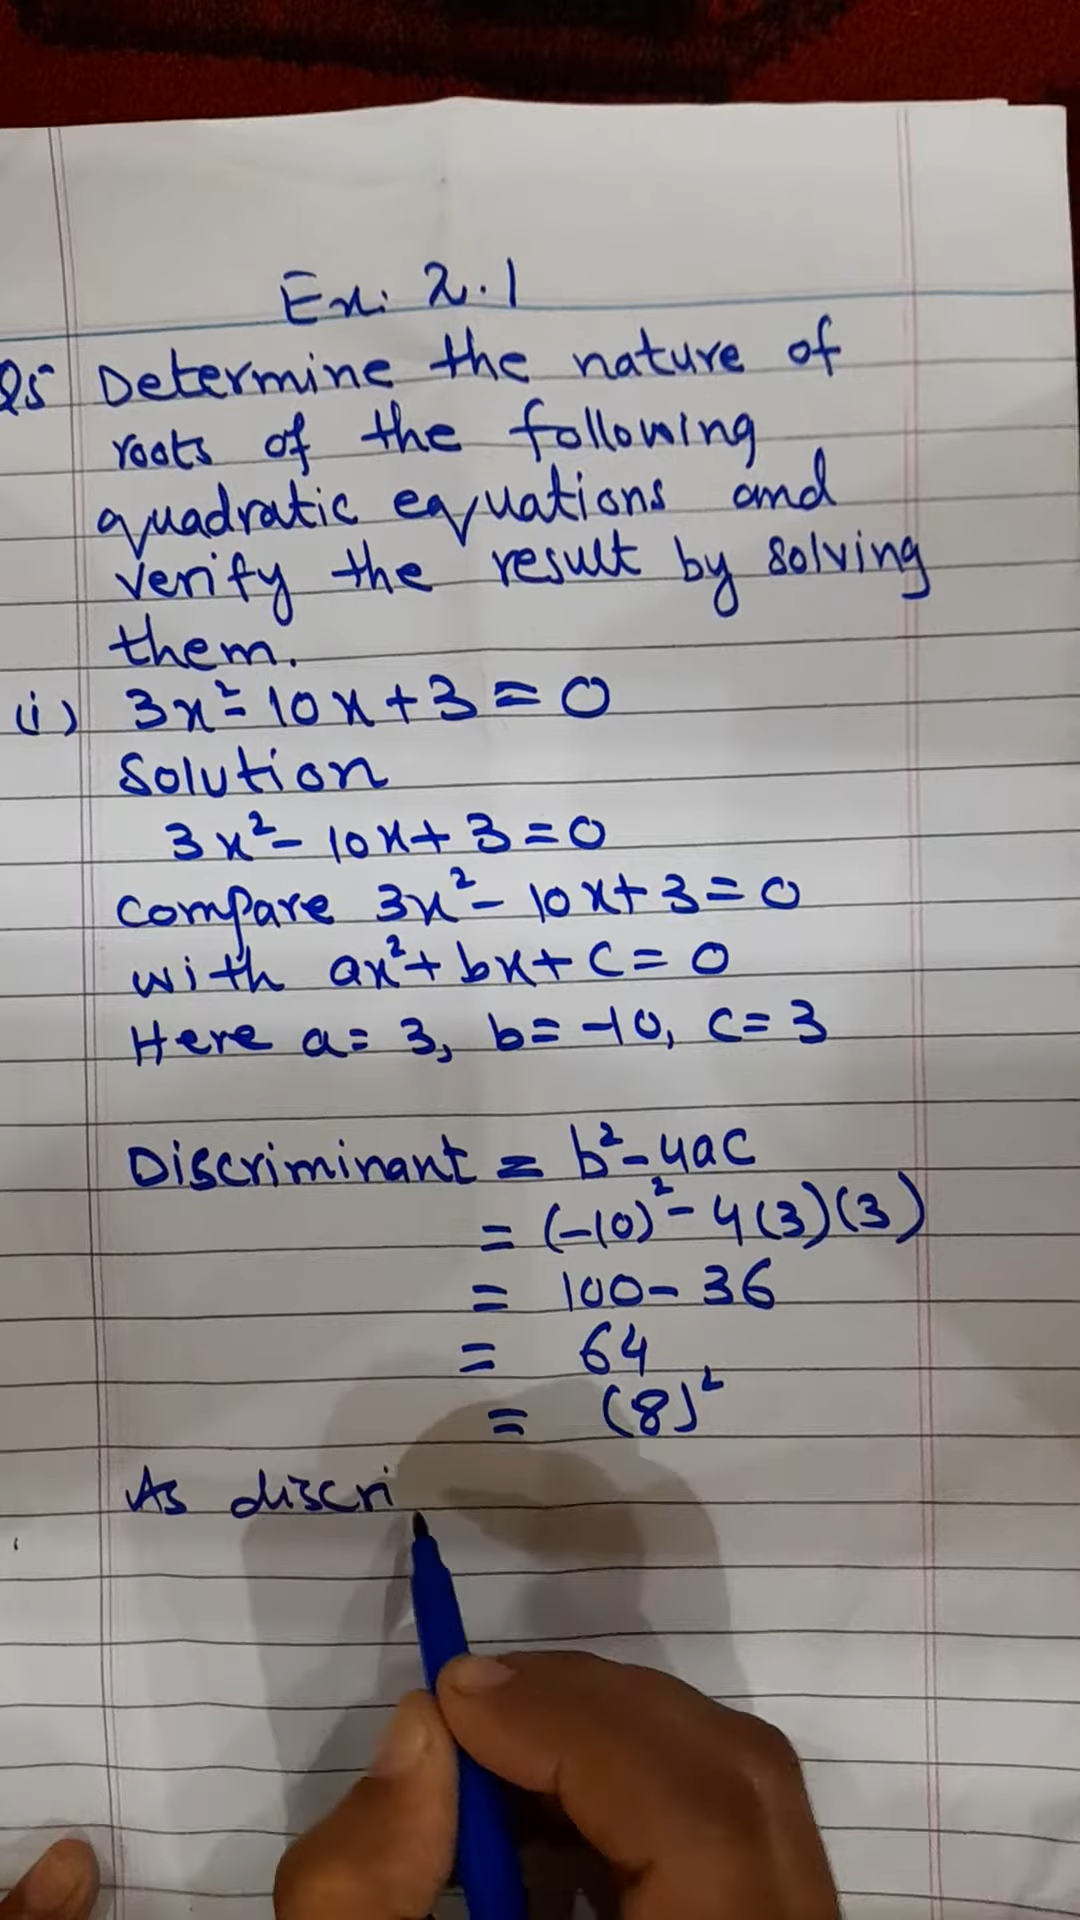 Ex: 2.1
Q5 Determine the nature of
roots of the following
quadratic equations and
verify the result by solving
them.
(i) 3x²-10x+3=0
Solution
3x²-10x+3=0
Compare 3x²-10x+3=0
with ax²+bx+c=0
Here a=3, b=-10, c=3
Discriminant = b²-4ac
= (-10)²-4(3)(3)
= 100-36
= 64
= (8)²
As discri